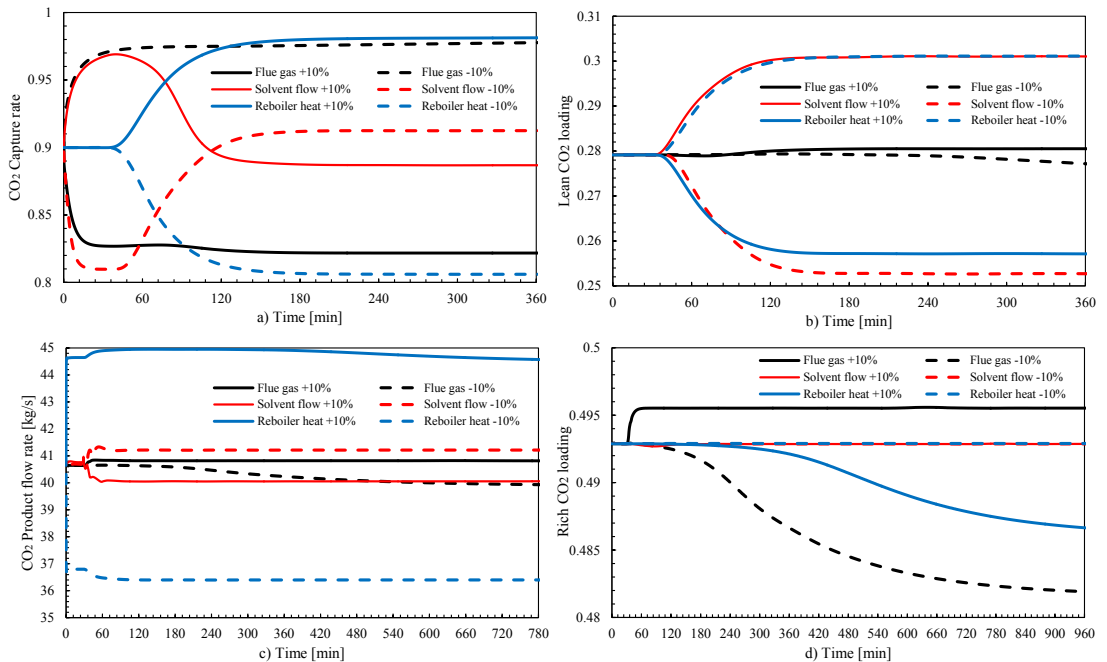 1
0.95
0.9
0.85
0.8
CO2 Capture rate
Flue gas +10%
Flue gas -10%
Solvent flow +10%
Solvent flow -10%
Reboiler heat +10%
Reboiler heat -10%
0 60 120 180 240 300 360
a) Time [min]
0.31
0.3
0.29
0.28
0.27
0.26
0.25
Lean CO2 loading
Flue gas +10%
Flue gas -10%
Solvent flow +10%
Solvent flow -10%
Reboiler heat +10%
Reboiler heat -10%
0 60 120 180 240 300 360
b) Time [min]
45
44
43
42
41
40
39
38
37
36
35
CO2 Product flow rate [kg/s]
Flue gas +10%
Flue gas -10%
Solvent flow +10%
Solvent flow -10%
Reboiler heat +10%
Reboiler heat -10%
0 60 120 180 240 300 360 420 480 540 600 660 720 780
c) Time [min]
0.5
0.495
0.49
0.485
0.48
Rich CO2 loading
Flue gas +10%
Flue gas -10%
Solvent flow +10%
Solvent flow -10%
Reboiler heat +10%
Reboiler heat -10%
0 60 120 180 240 300 360 420 480 540 600 660 720 780 840 900 960
d) Time [min]